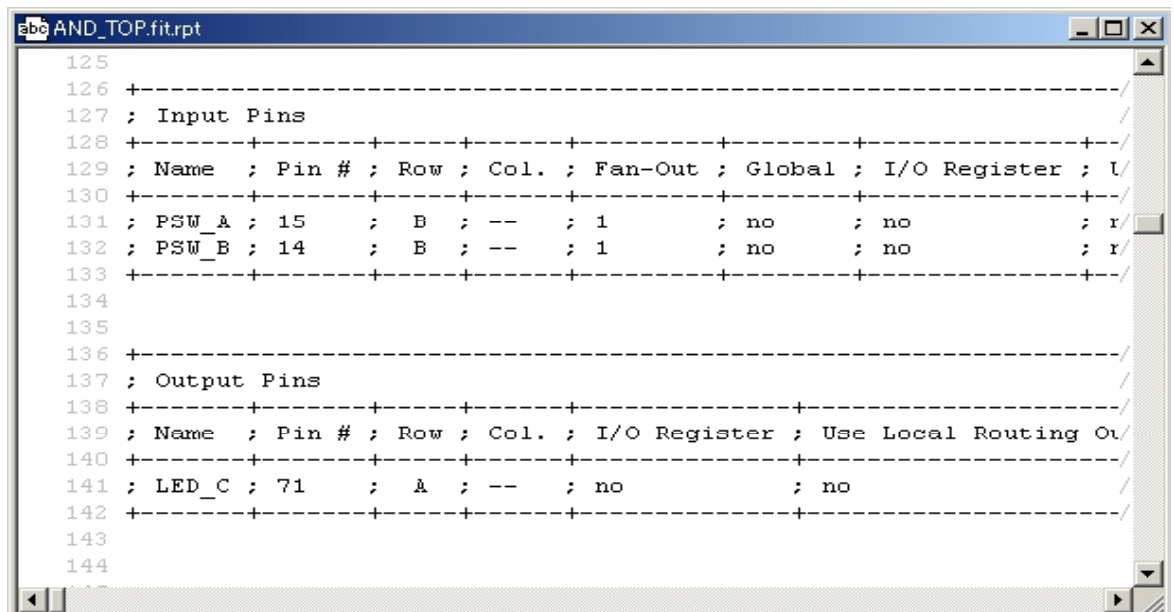 abc AND_TOP.fit.rpt
125
126 +-----------------------------------------------------------------/
127 ; Input Pins /
128 +-------+-------+-----+------+---------+---------+--------------+--/
129 ; Name ; Pin # ; Row ; Col. ; Fan-Out ; Global ; I/O Register ; U/
130 +-------+-------+-----+------+---------+---------+--------------+--/
131 ; PSW_A ; 15 ; B ; -- ; 1 ; no ; no ; r/
132 ; PSW_B ; 14 ; B ; -- ; 1 ; no ; no ; r/
133 +-------+-------+-----+------+---------+---------+--------------+--/
134
135
136 +-----------------------------------------------------------------/
137 ; Output Pins /
138 +-------+-------+-----+------+--------------+---------------------/
139 ; Name ; Pin # ; Row ; Col. ; I/O Register ; Use Local Routing Ou/
140 +-------+-------+-----+------+--------------+---------------------/
141 ; LED_C ; 71 ; A ; -- ; no ; no /
142 +-------+-------+-----+------+--------------+---------------------/
143
144